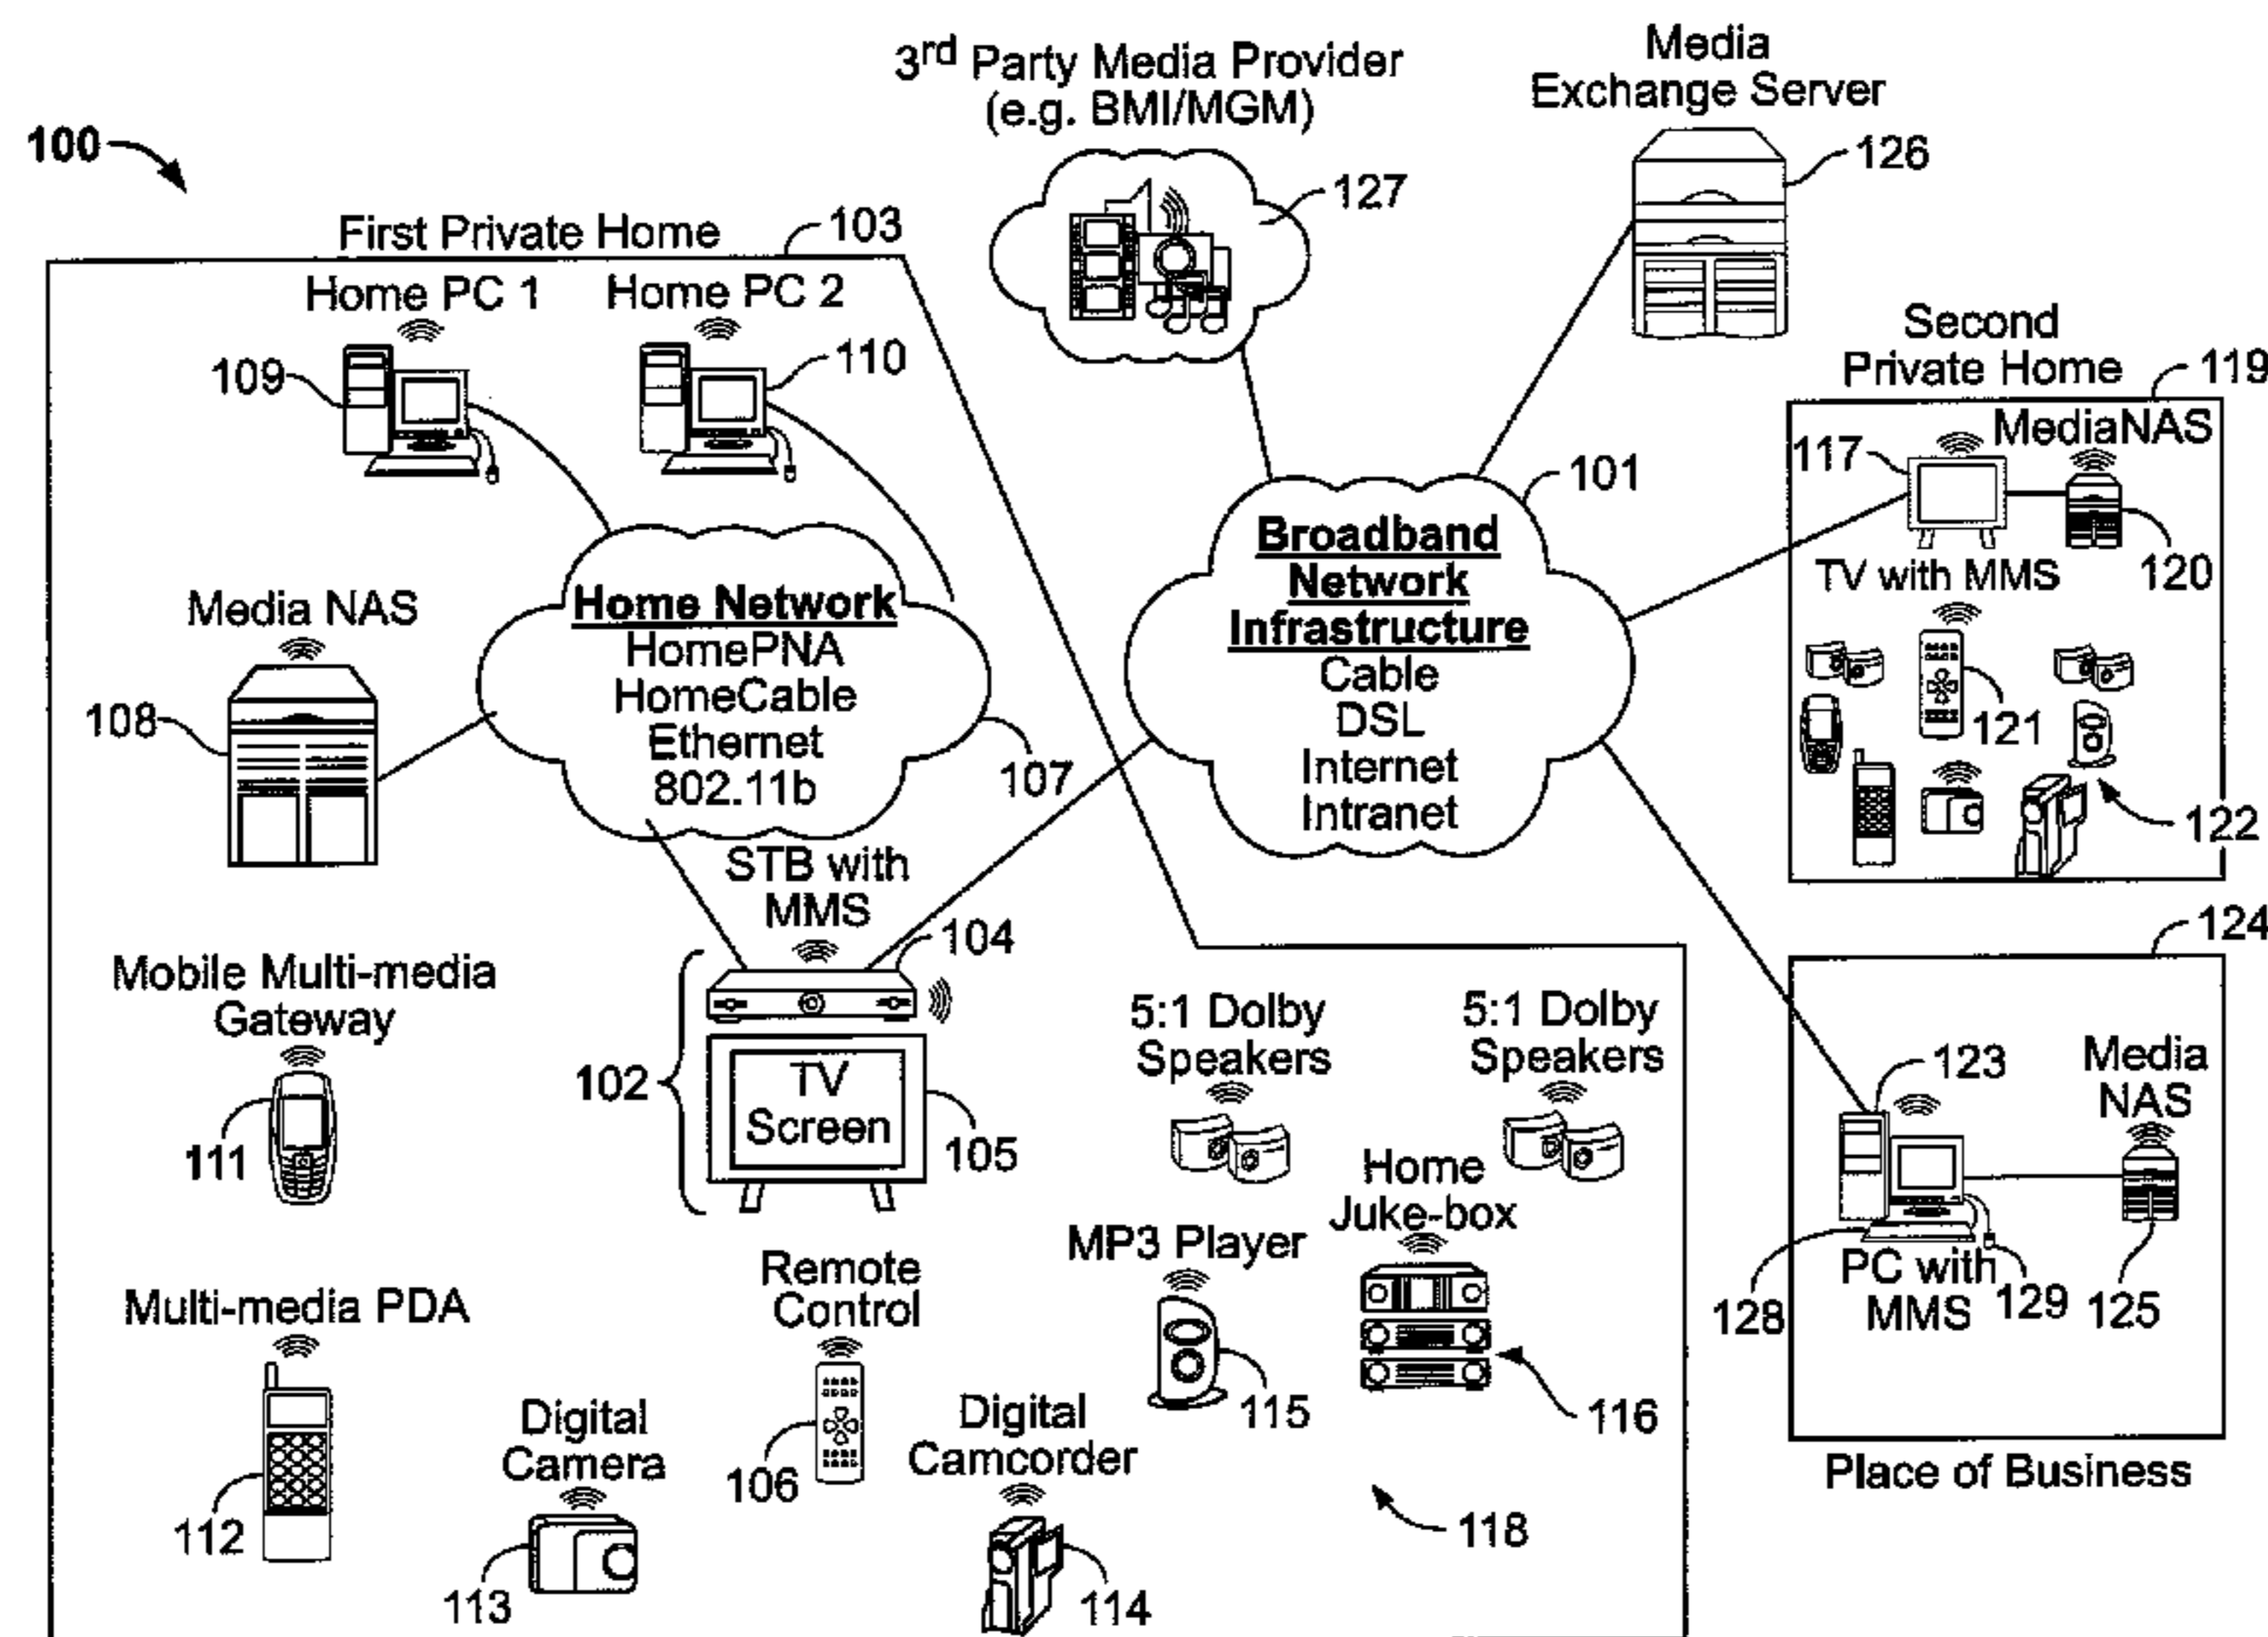 3rd Party Media Provider
(e.g. BMI/MGM)
Media
Exchange Server
100
126
127
First Private Home
103
Home PC 1
Home PC 2
109
110
Second
Private Home
119
MediaNAS
117
120
TV with MMS
121
122
101
Broadband
Network
Infrastructure
Cable
DSL
Internet
Intranet
Home Network
HomePNA
HomeCable
Ethernet
802.11b
107
Media NAS
108
STB with
MMS
104
102
TV
Screen
105
Mobile Multi-media
Gateway
111
5:1 Dolby
Speakers
5:1 Dolby
Speakers
Home
Juke-box
116
MP3 Player
115
Remote
Control
106
Multi-media PDA
112
Digital
Camera
113
Digital
Camcorder
114
118
124
123
Media
NAS
PC with
MMS
128
129
125
Place of Business